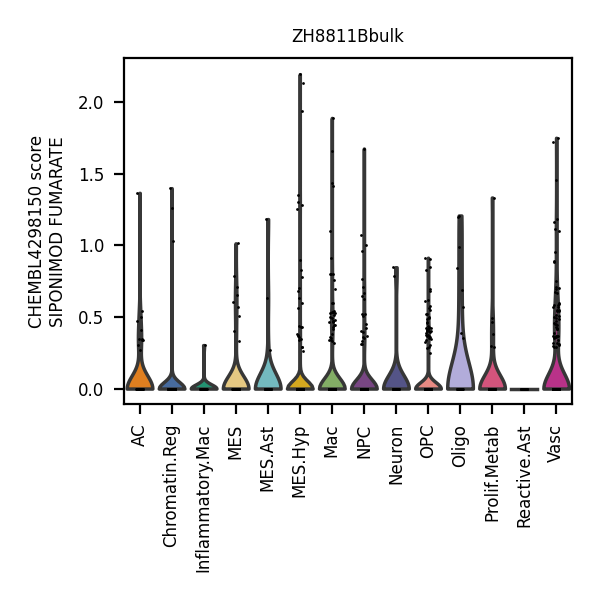 ZH8811Bbulk
CHEMBL4298150 score
SIPONIMOD FUMARATE
2.0
1.5
1.0
0.5
0.0
AC
Chromatin.Reg
Inflammatory.Mac
MES
MES.Ast
MES.Hyp
Mac
NPC
Neuron
OPC
Oligo
Prolif.Metab
Reactive.Ast
Vasc